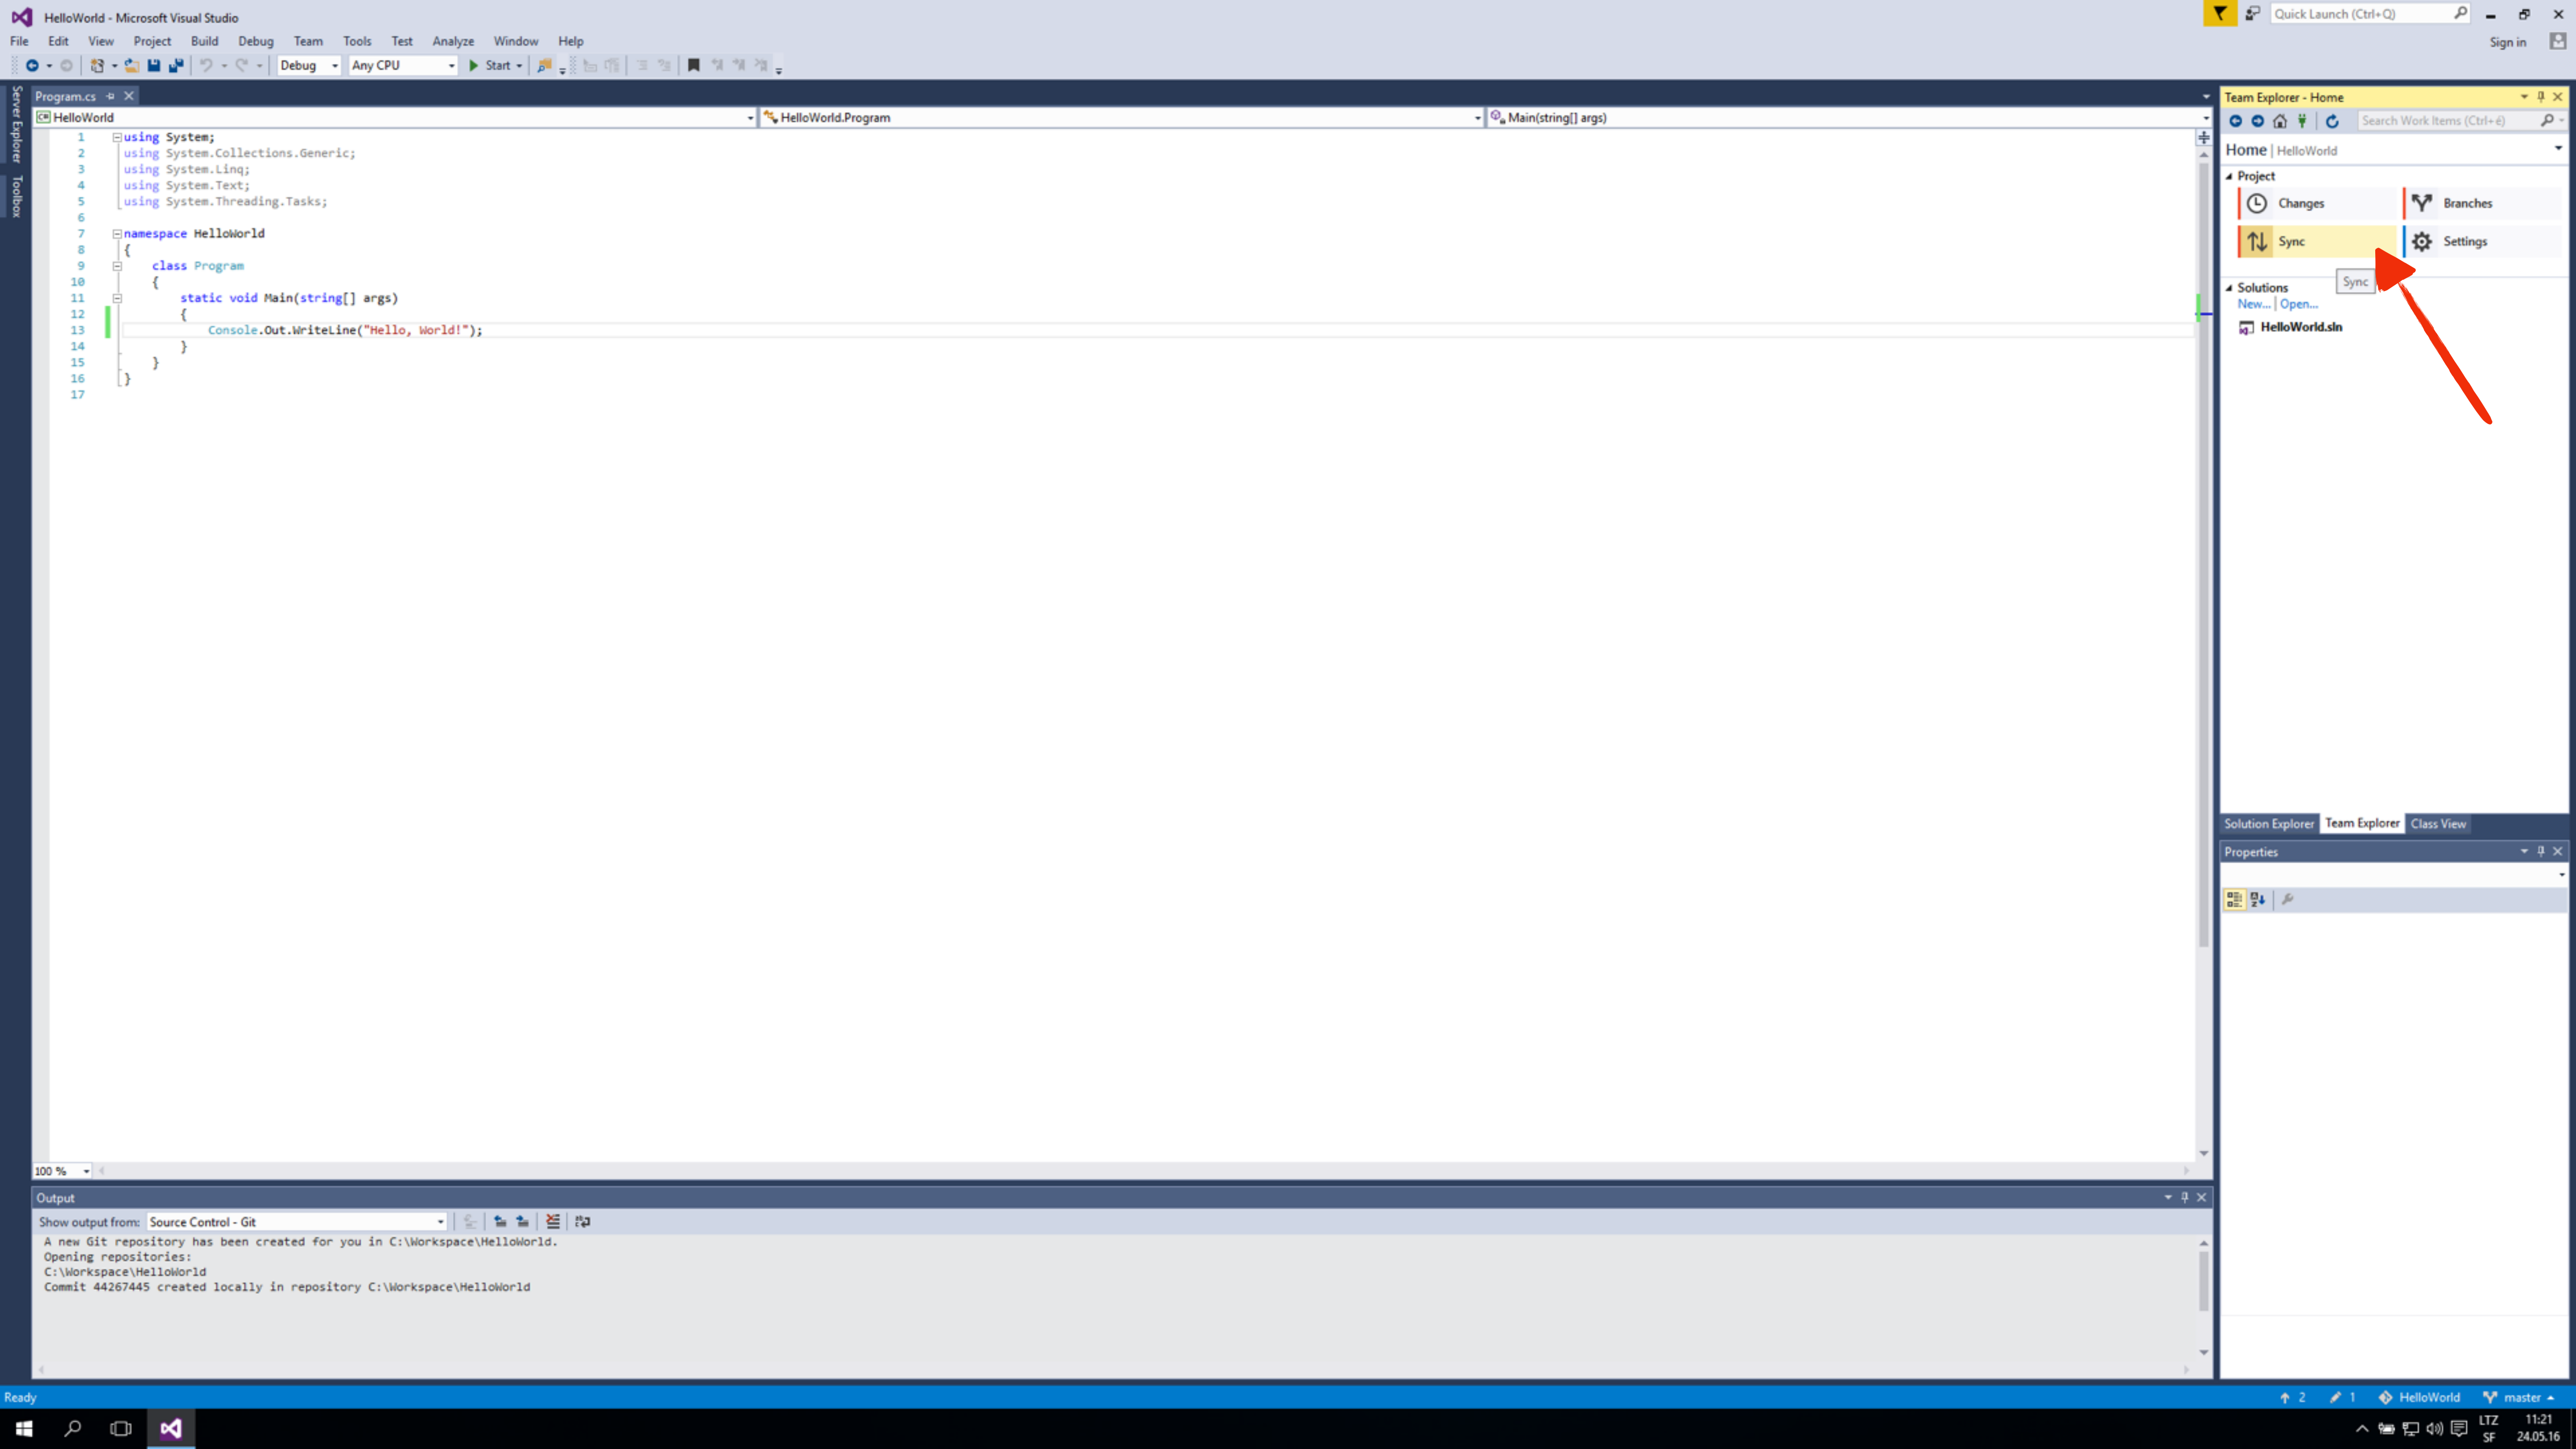 HelloWorld - Microsoft Visual Studio
Quick Launch (Ctrl+Q)
File Edit View Project Build Debug Team Tools Test Analyze Window Help
Sign in
Debug Any CPU Start
Server Explorer
Toolbox
Program.cs
HelloWorld HelloWorld.Program Main(string[] args)
1 using System;
2 using System.Collections.Generic;
3 using System.Linq;
4 using System.Text;
5 using System.Threading.Tasks;
6
7 namespace HelloWorld
8 {
9 class Program
10 {
11 static void Main(string[] args)
12 {
13 Console.Out.WriteLine("Hello, World!");
14 }
15 }
16 }
17
100 %
Output
Show output from: Source Control - Git
A new Git repository has been created for you in C:\Workspace\HelloWorld.
Opening repositories:
C:\Workspace\HelloWorld
Commit 44267445 created locally in repository C:\Workspace\HelloWorld
Team Explorer - Home
Search Work Items (Ctrl+é)
Home | HelloWorld
Project
Changes Branches
Sync Settings
Sync
Solutions
New... | Open...
HelloWorld.sln
Solution Explorer Team Explorer Class View
Properties
Ready
2 1 HelloWorld master
LTZ 11:21
SF 24.05.16